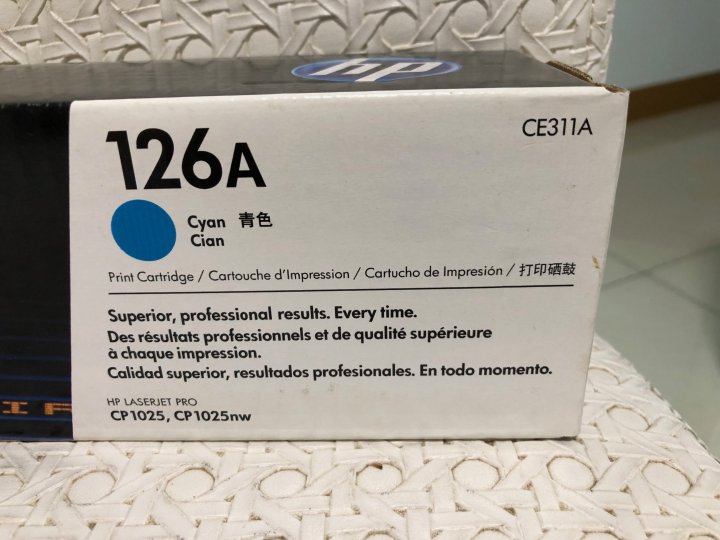 hp
CE311A
126A
Cyan 青色
Cian
Print Cartridge / Cartouche d'Impression / Cartucho de Impresión / 打印硒鼓
Superior, professional results. Every time.
Des résultats professionnels et de qualité supérieure
à chaque impression.
Calidad superior, resultados profesionales. En todo momento.
HP LASERJET PRO
CP1025, CP1025nw